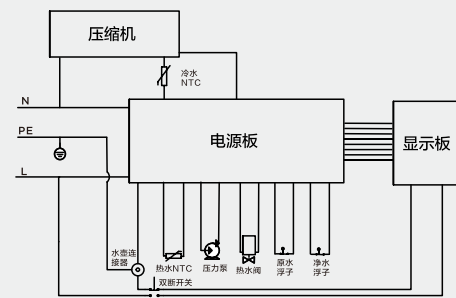 压缩机
冷水
NTC
N
电源板
显示板
PE
L
水壶连
接器
热水NTC
压力泵
热水阀
原水
浮子
净水
浮子
双断开关